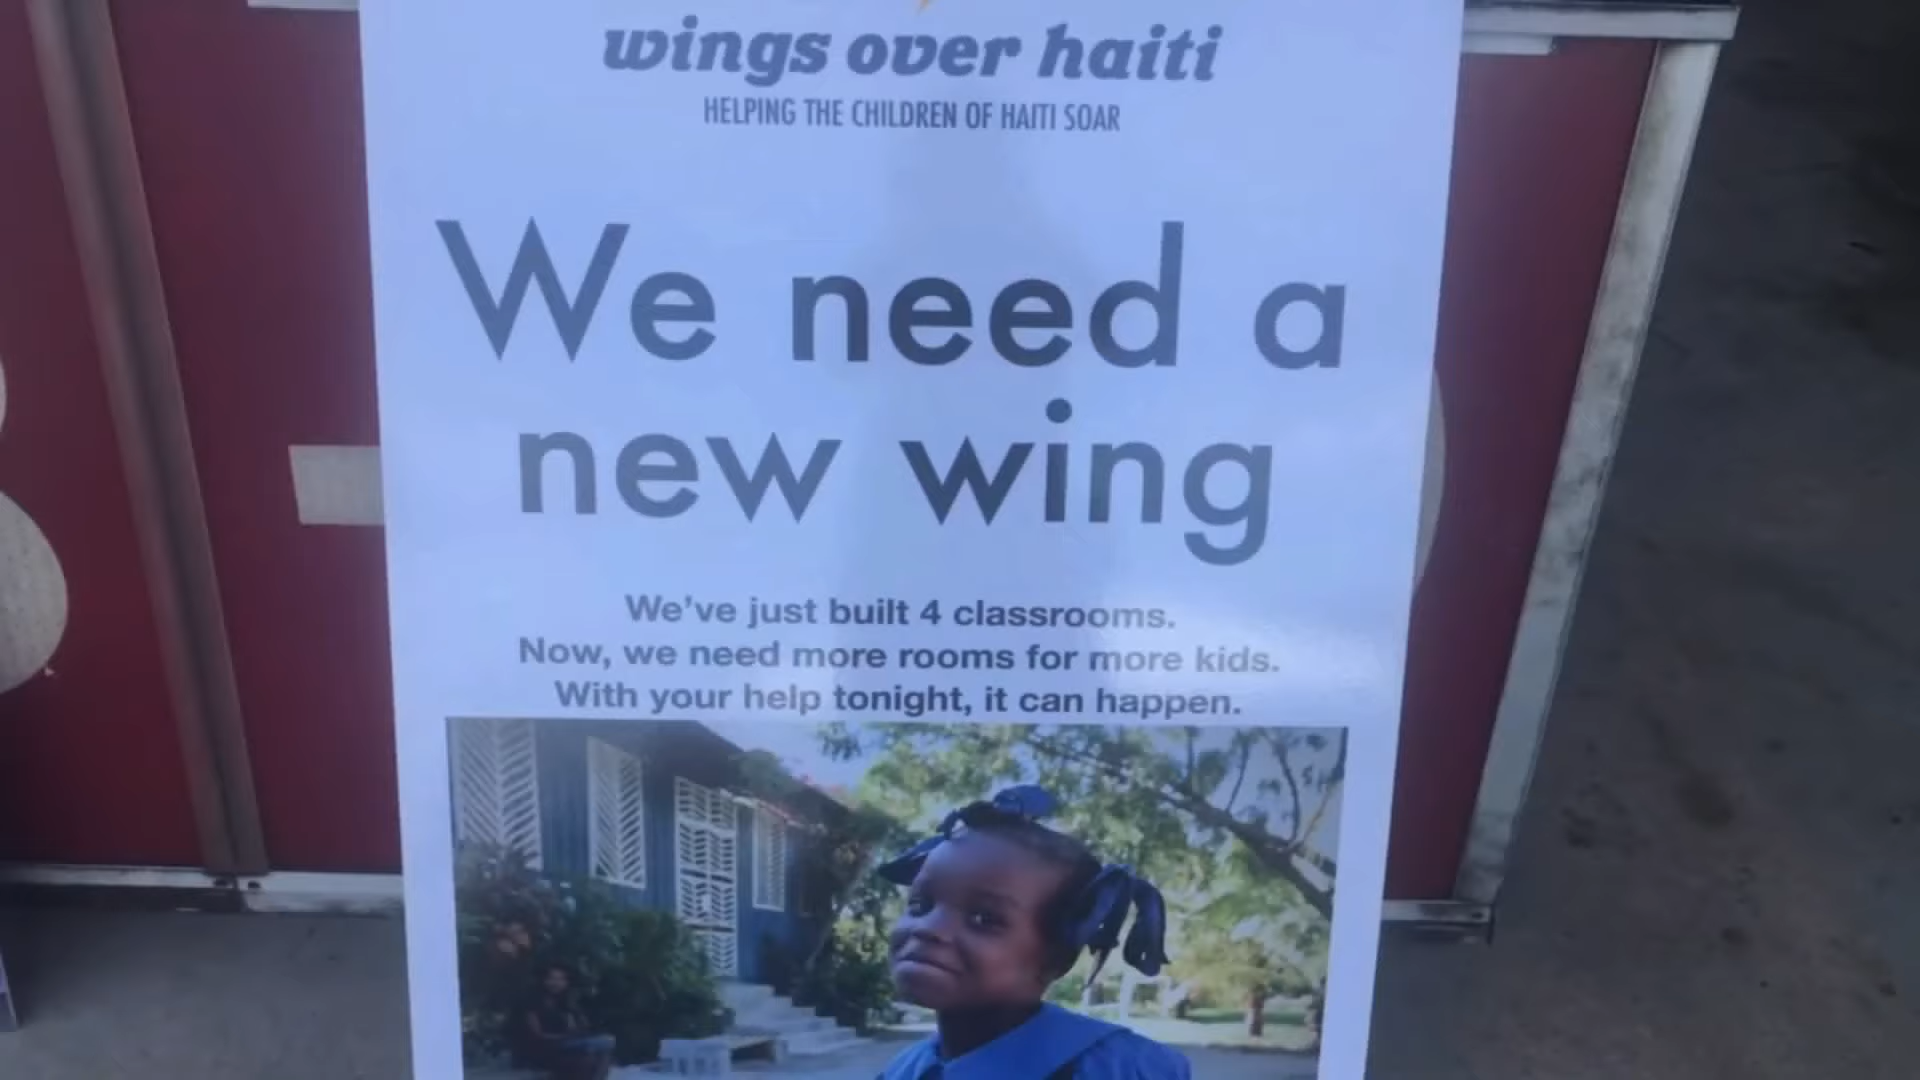 wings over haiti
HELPING THE CHILDREN OF HAITI SOAR
We need a
new wing
We've just built 4 classrooms.
Now, we need more rooms for more kids.
With your help tonight, it can happen.